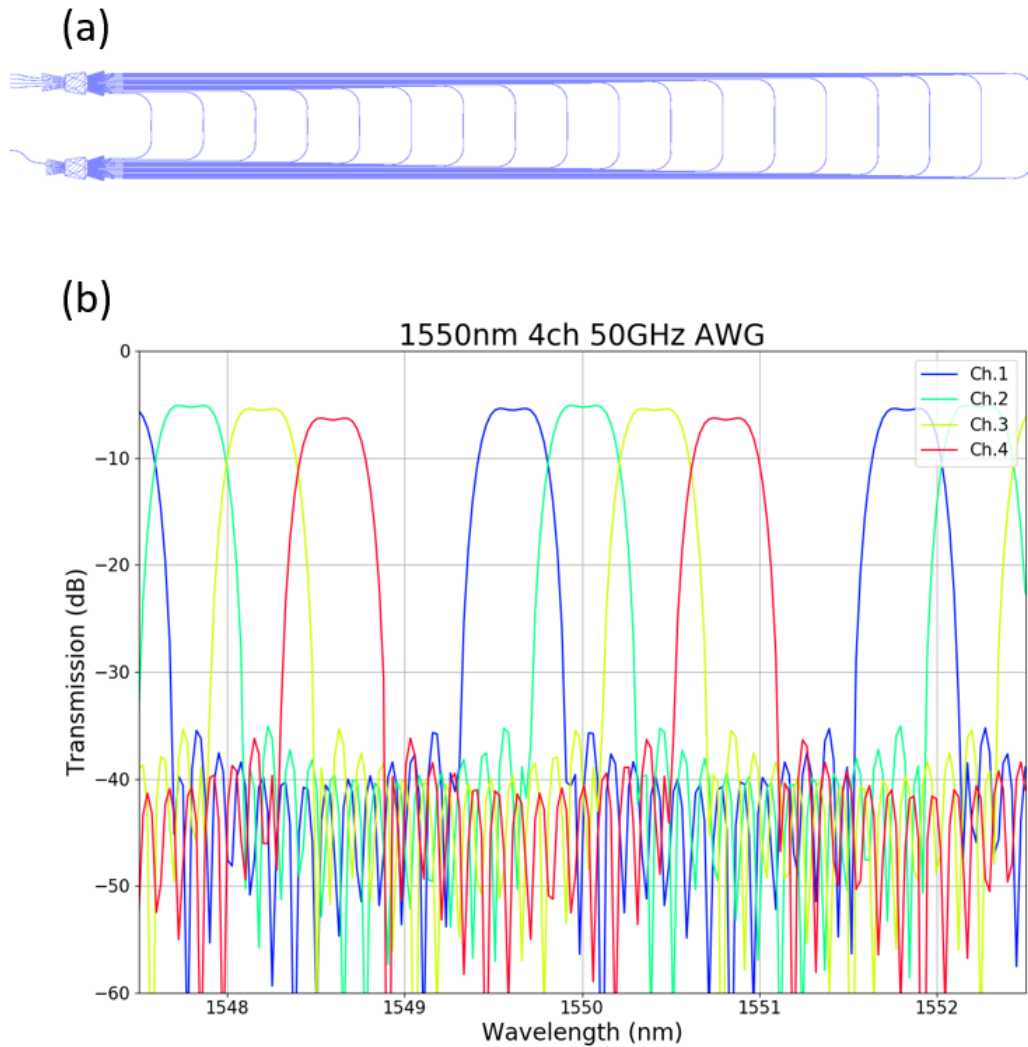 (a)
(b)
1550nm 4ch 50GHz AWG
0
−10
−20
−30
−40
−50
−60
Transmission (dB)
Ch.1
Ch.2
Ch.3
Ch.4
1548
1549
1550
1551
1552
Wavelength (nm)